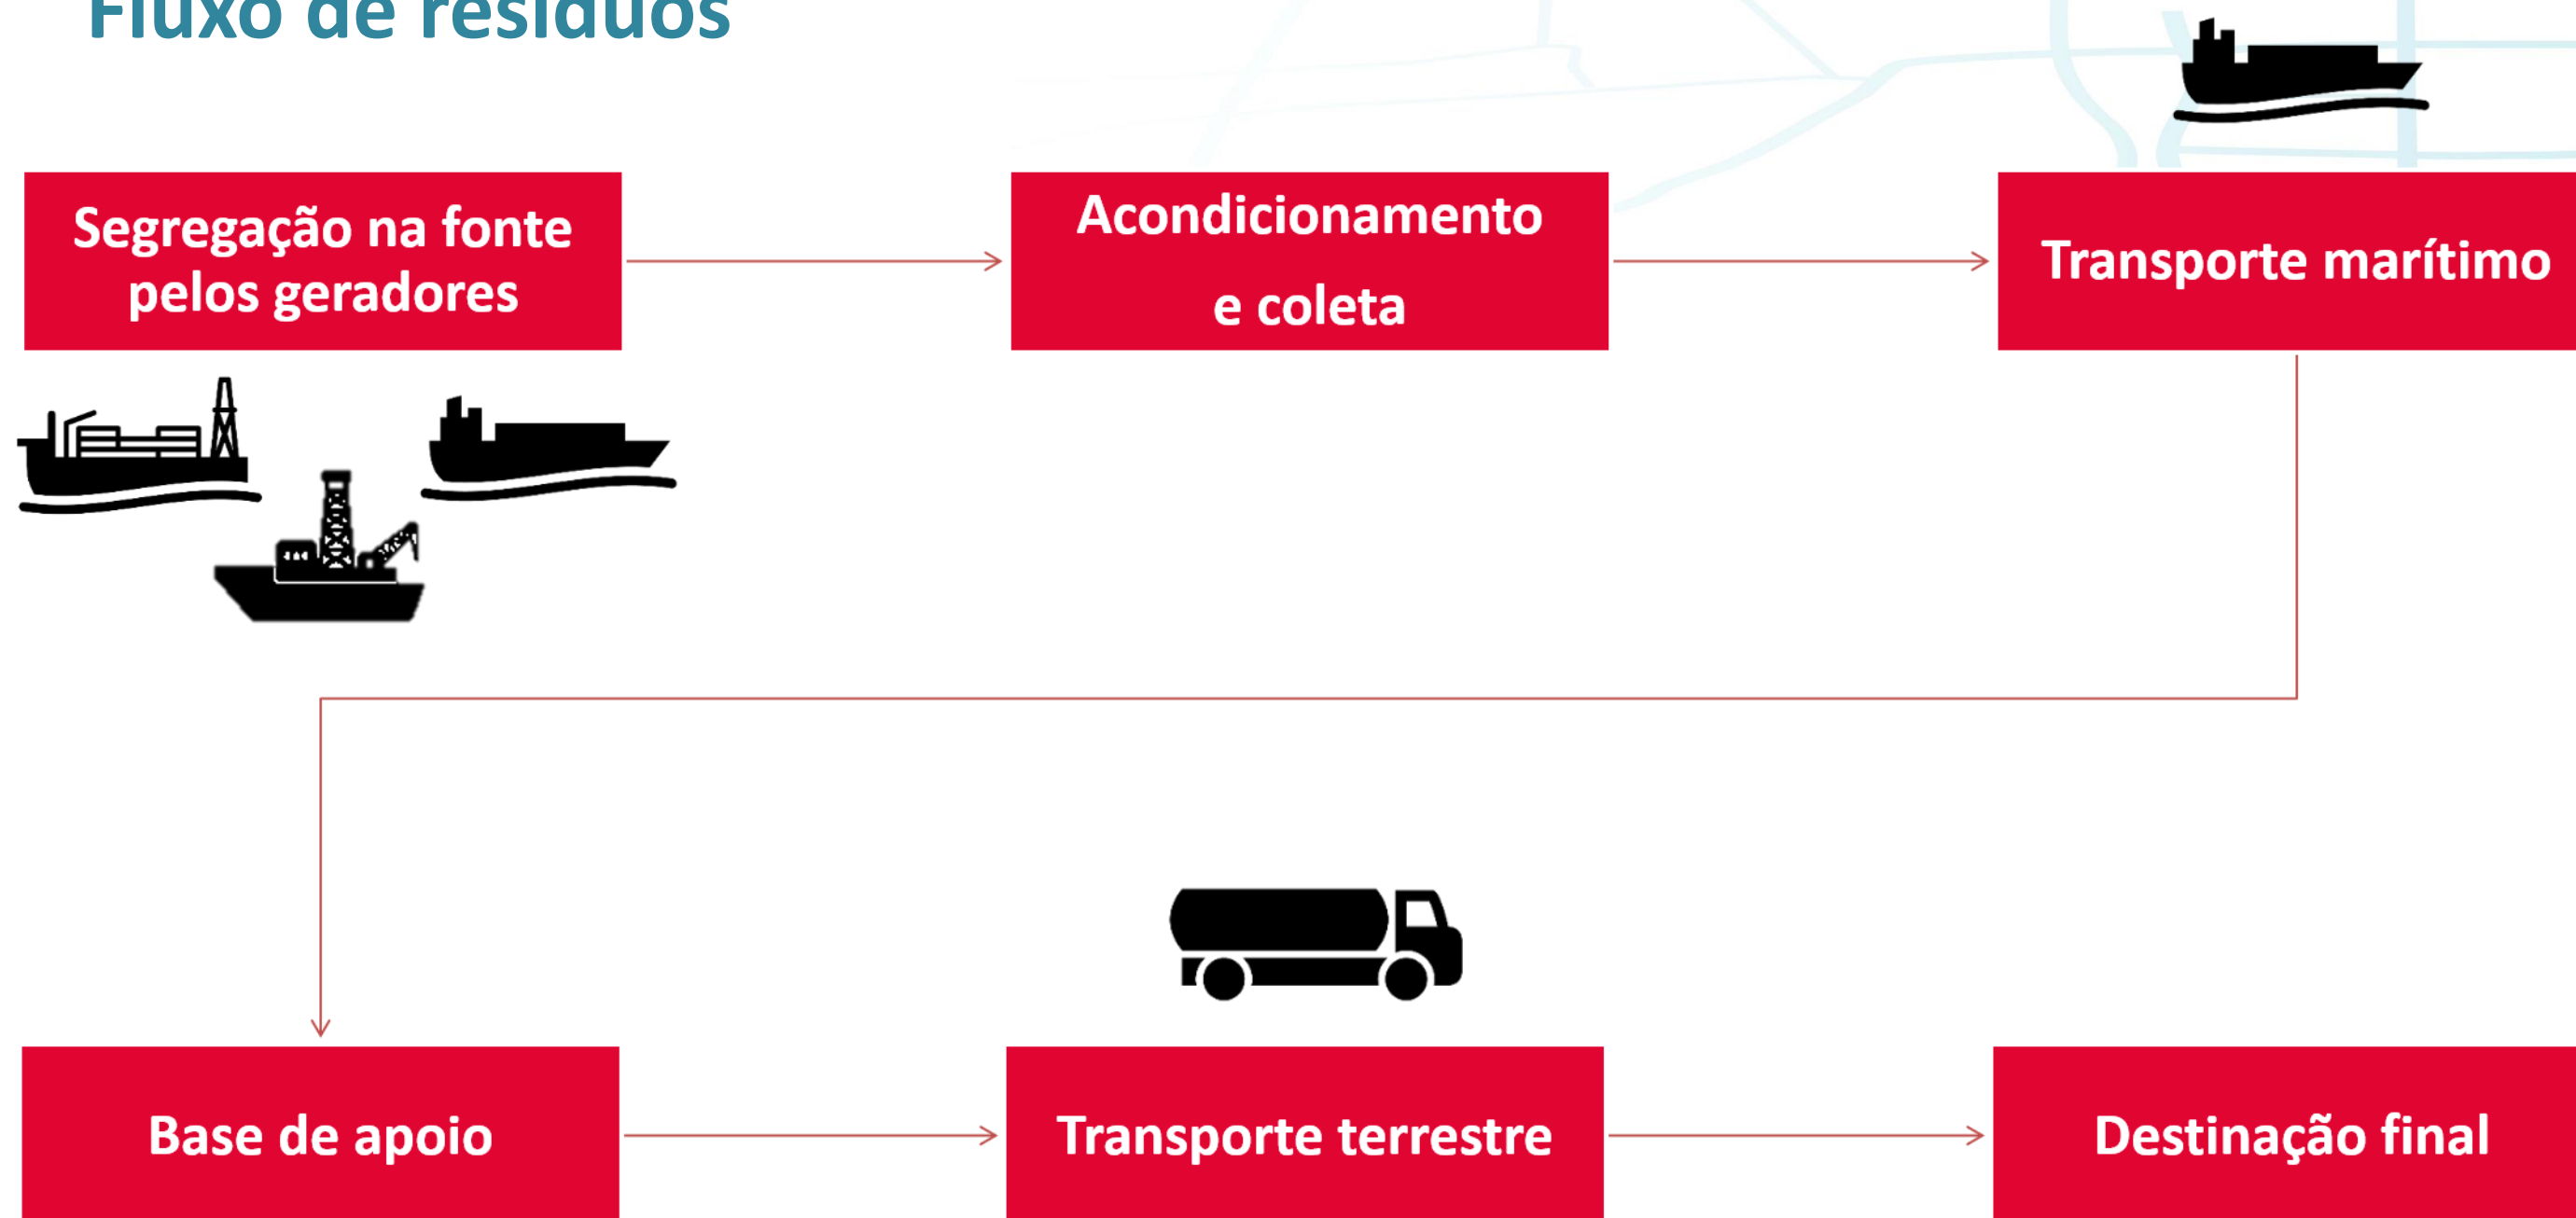 Fluxo de resíduos
Segregação na fonte
pelos geradores
Acondicionamento
e coleta
Transporte marítimo
Base de apoio
Transporte terrestre
Destinação final